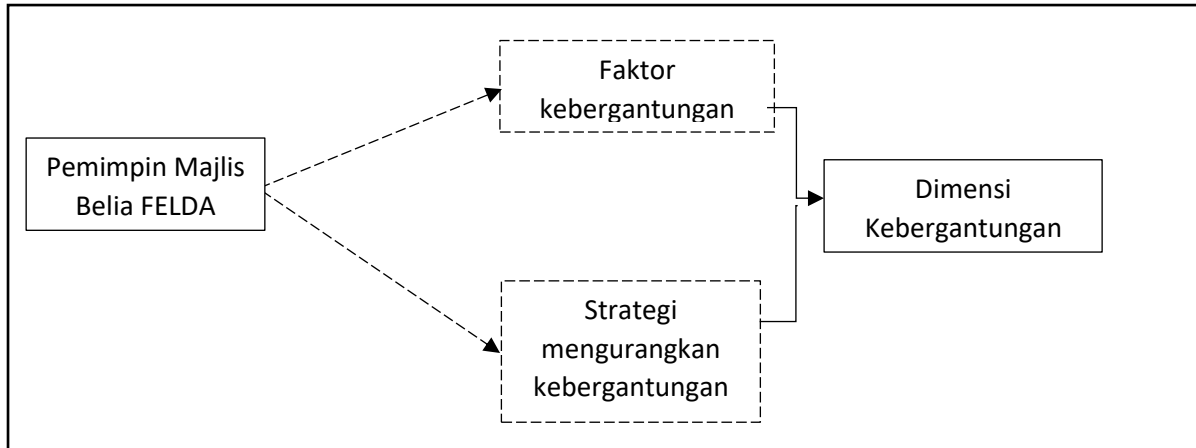 Faktor
kebergantungan
Pemimpin Majlis
Belia FELDA
Dimensi
Kebergantungan
Strategi
mengurangkan
kebergantungan